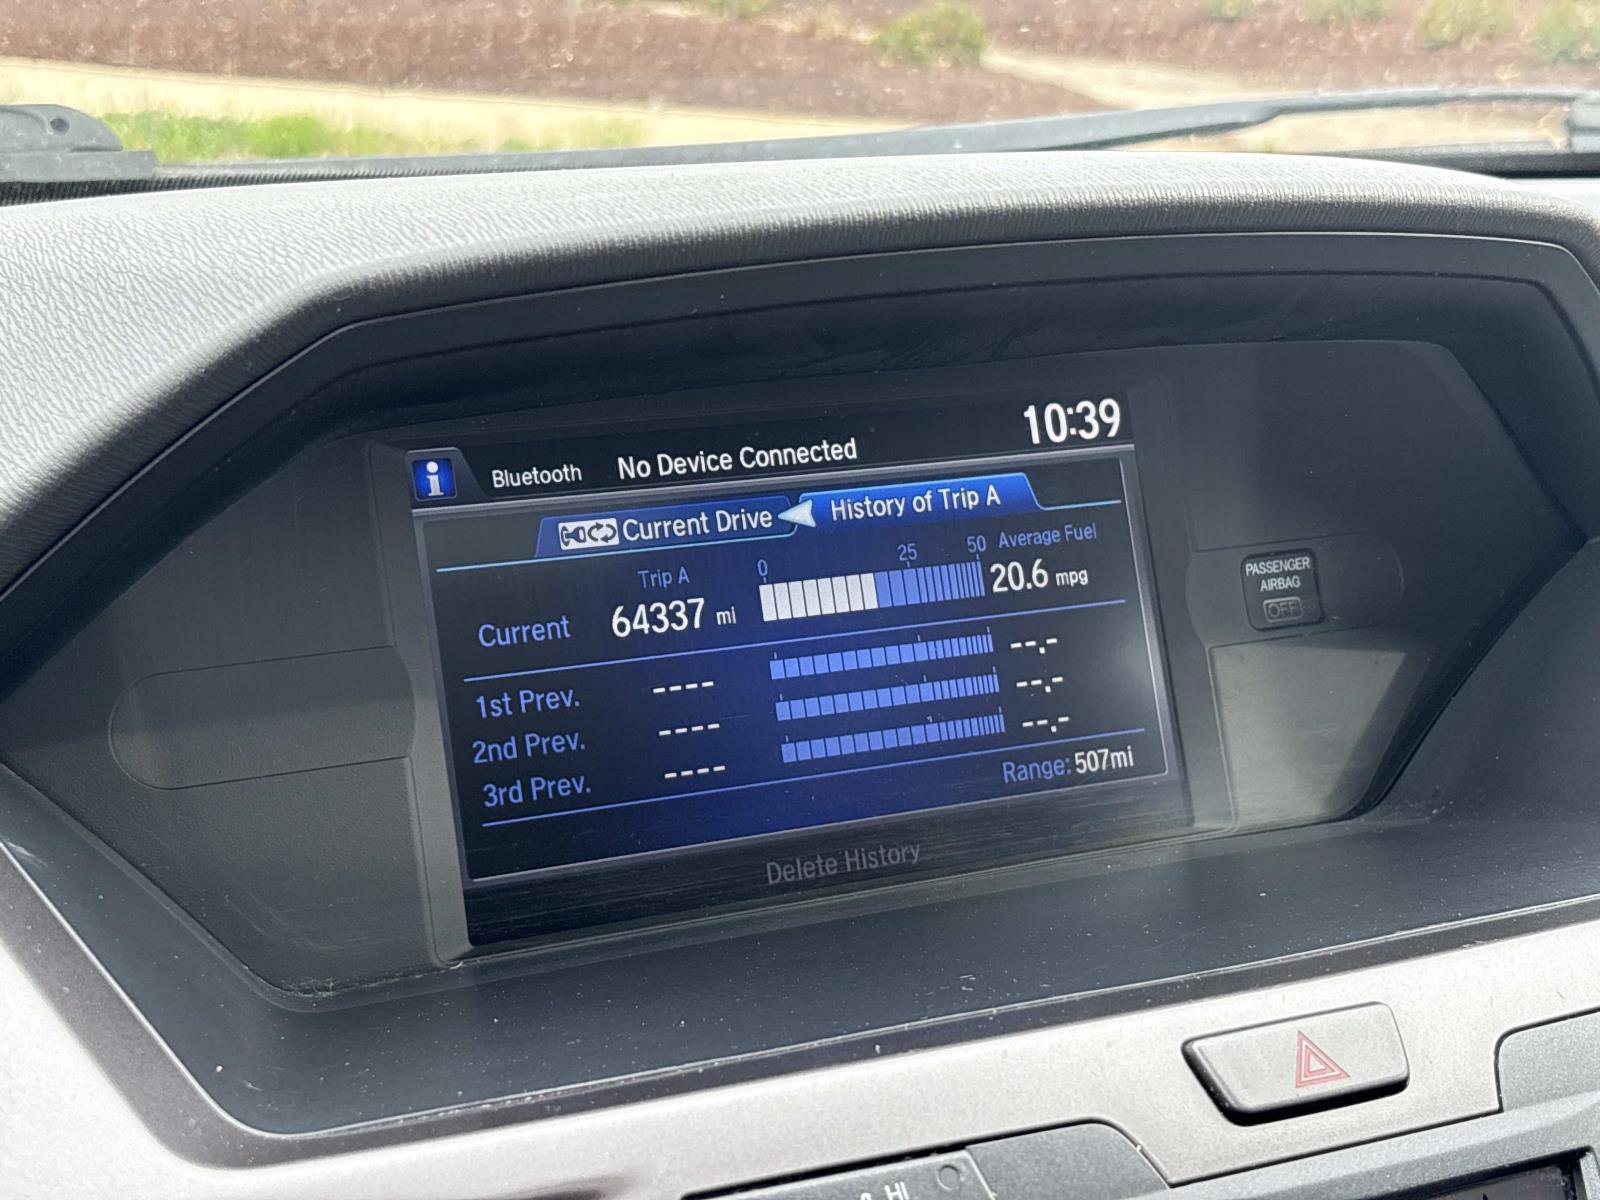 10:39
i Bluetooth No Device Connected
Current Drive History of Trip A
Trip A 0 25 50 Average Fuel
Current 64337 mi 20.6 mpg
1st Prev. ---- --.-
2nd Prev. ---- --.-
3rd Prev. ---- --.-
Range: 507mi
Delete History
PASSENGER
AIRBAG
OFF
HI